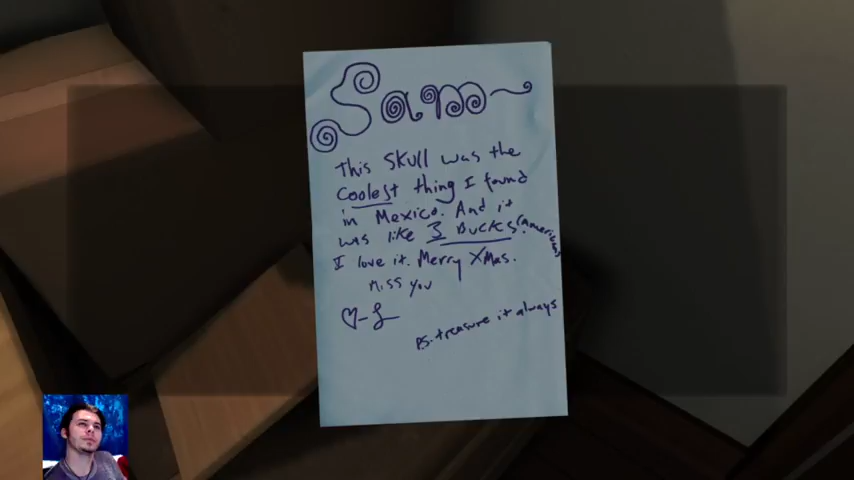 Sam
This Skull was the
Coolest thing I found
in Mexico. And it
was like 3 Bucks! (American)
I love it. Merry XMas.
Miss you
♡-L
PS. treasure it always